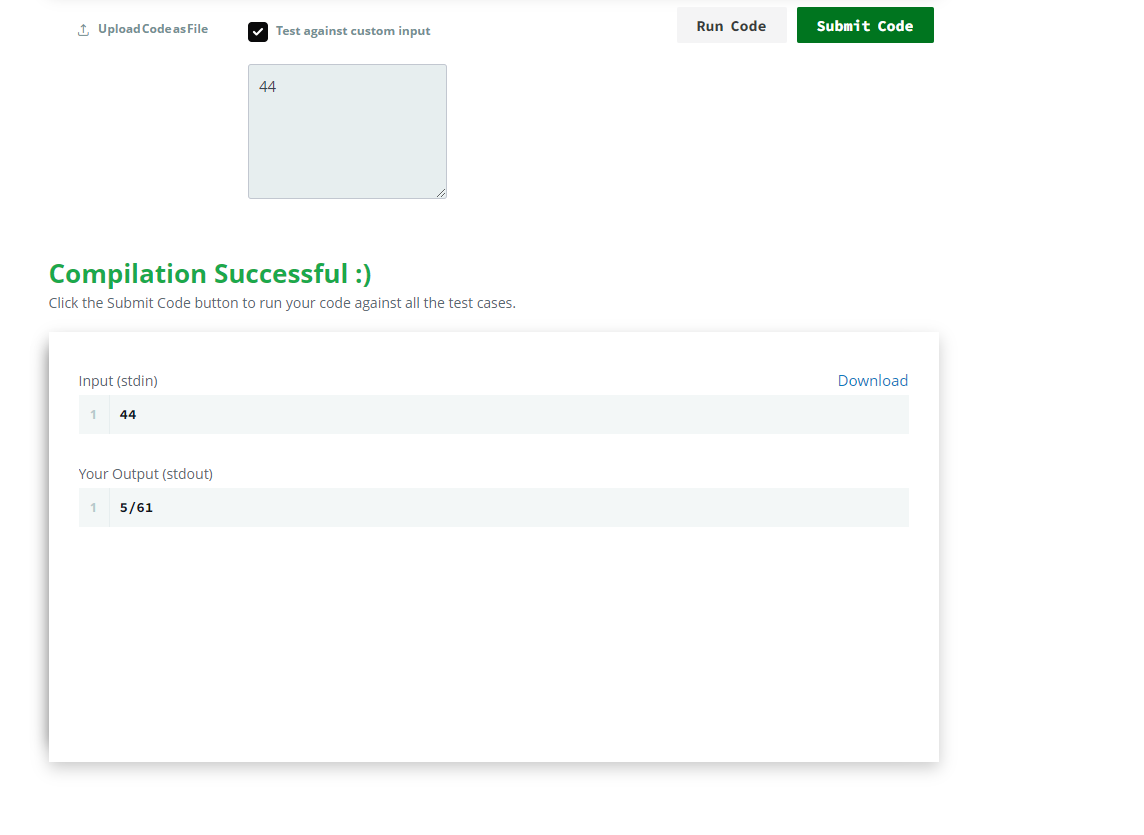 Upload Code as File
Test against custom input
Run Code
Submit Code
44
Compilation Successful :)
Click the Submit Code button to run your code against all the test cases.
Input (stdin)
Download
1 44
Your Output (stdout)
1 5/61